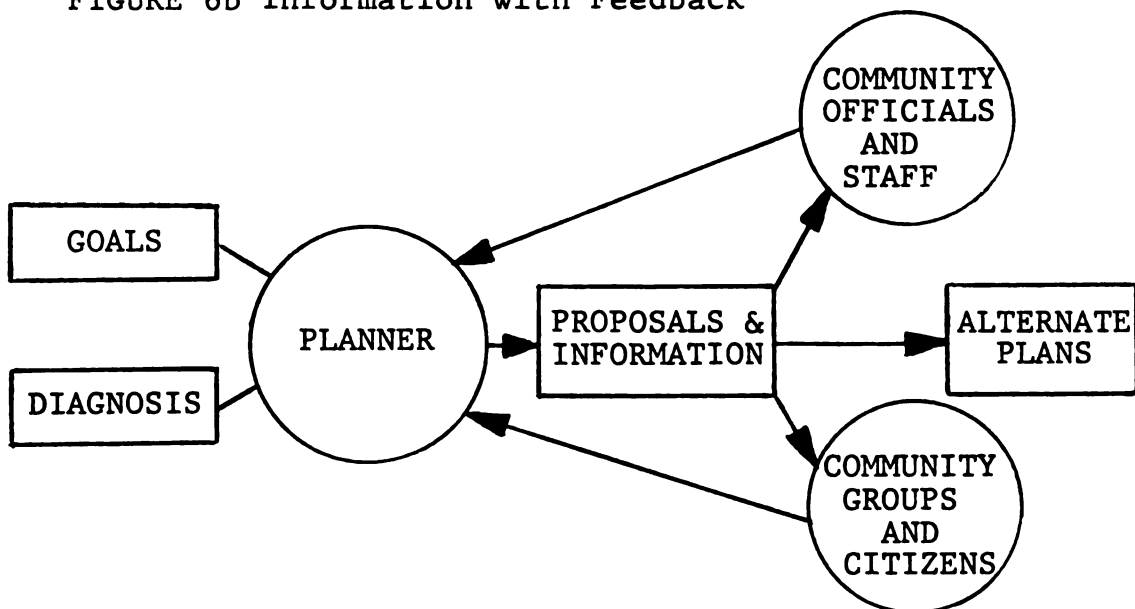 FIGURE 6b Information with Feedback
COMMUNITY
OFFICIALS
AND
STAFF
GOALS
PLANNER
PROPOSALS &
INFORMATION
ALTERNATE
PLANS
DIAGNOSIS
COMMUNITY
GROUPS
AND
CITIZENS